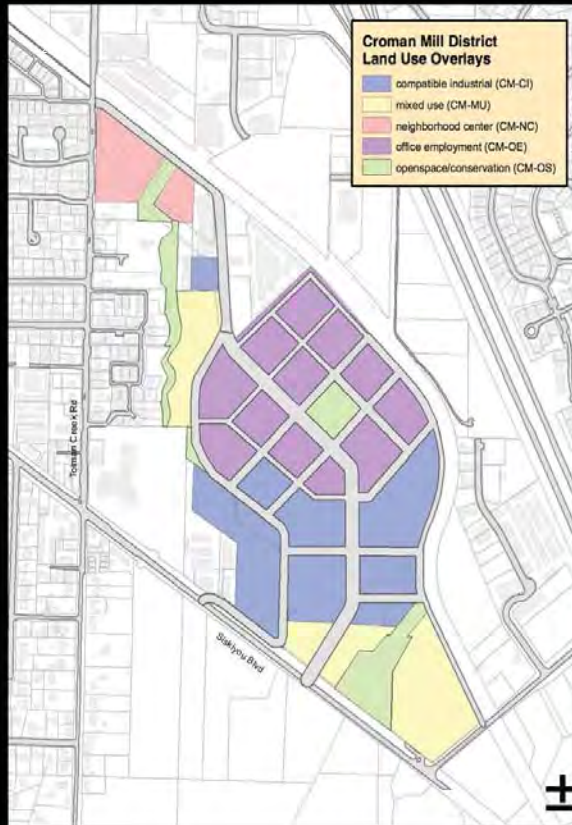 Croman Mill District
Land Use Overlays
compatible industrial (CM-CI)
mixed use (CM-MU)
neighborhood center (CM-NC)
office employment (CM-OE)
openspace/conservation (CM-OS)
Tolman Creek Rd
Siskiyou Blvd